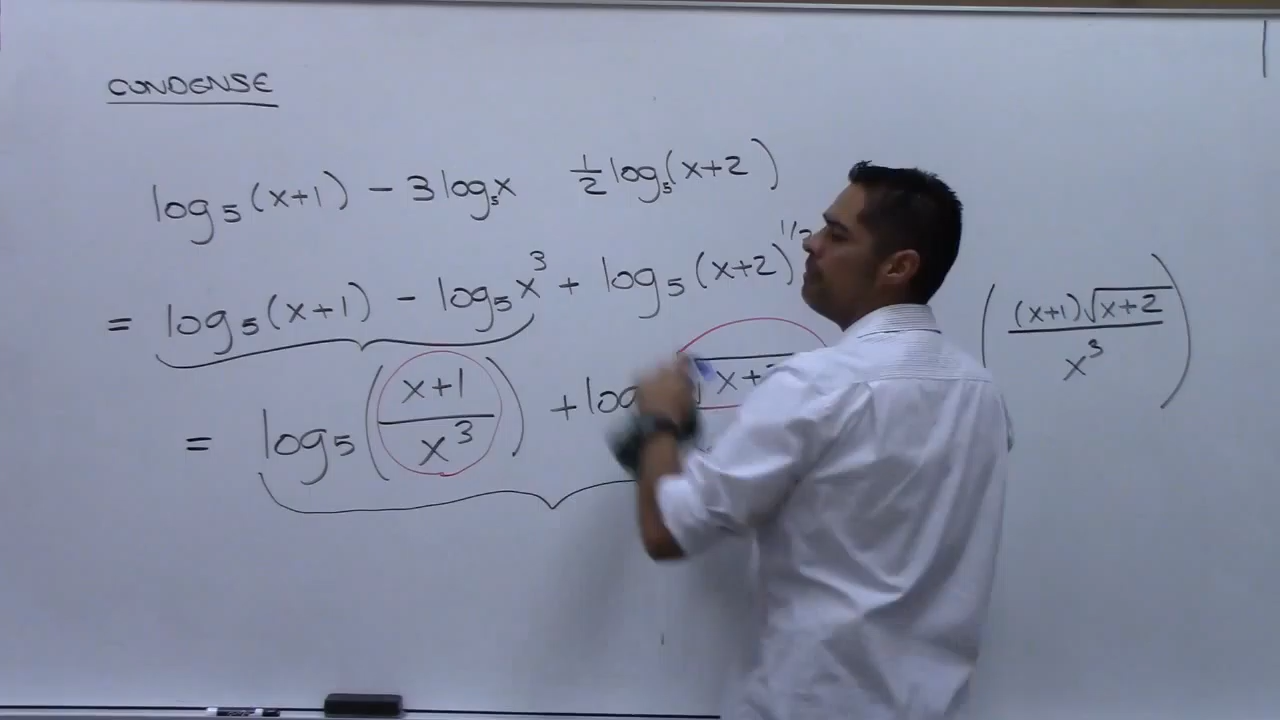 CONDENSE
log₅(x+1) - 3log₅x ½log₅(x+2)
= log₅(x+1) - log₅x³ + log₅(x+2)^1/2
((x+1)√(x+2) / x³)
= log₅((x+1)/x³) + log √x+